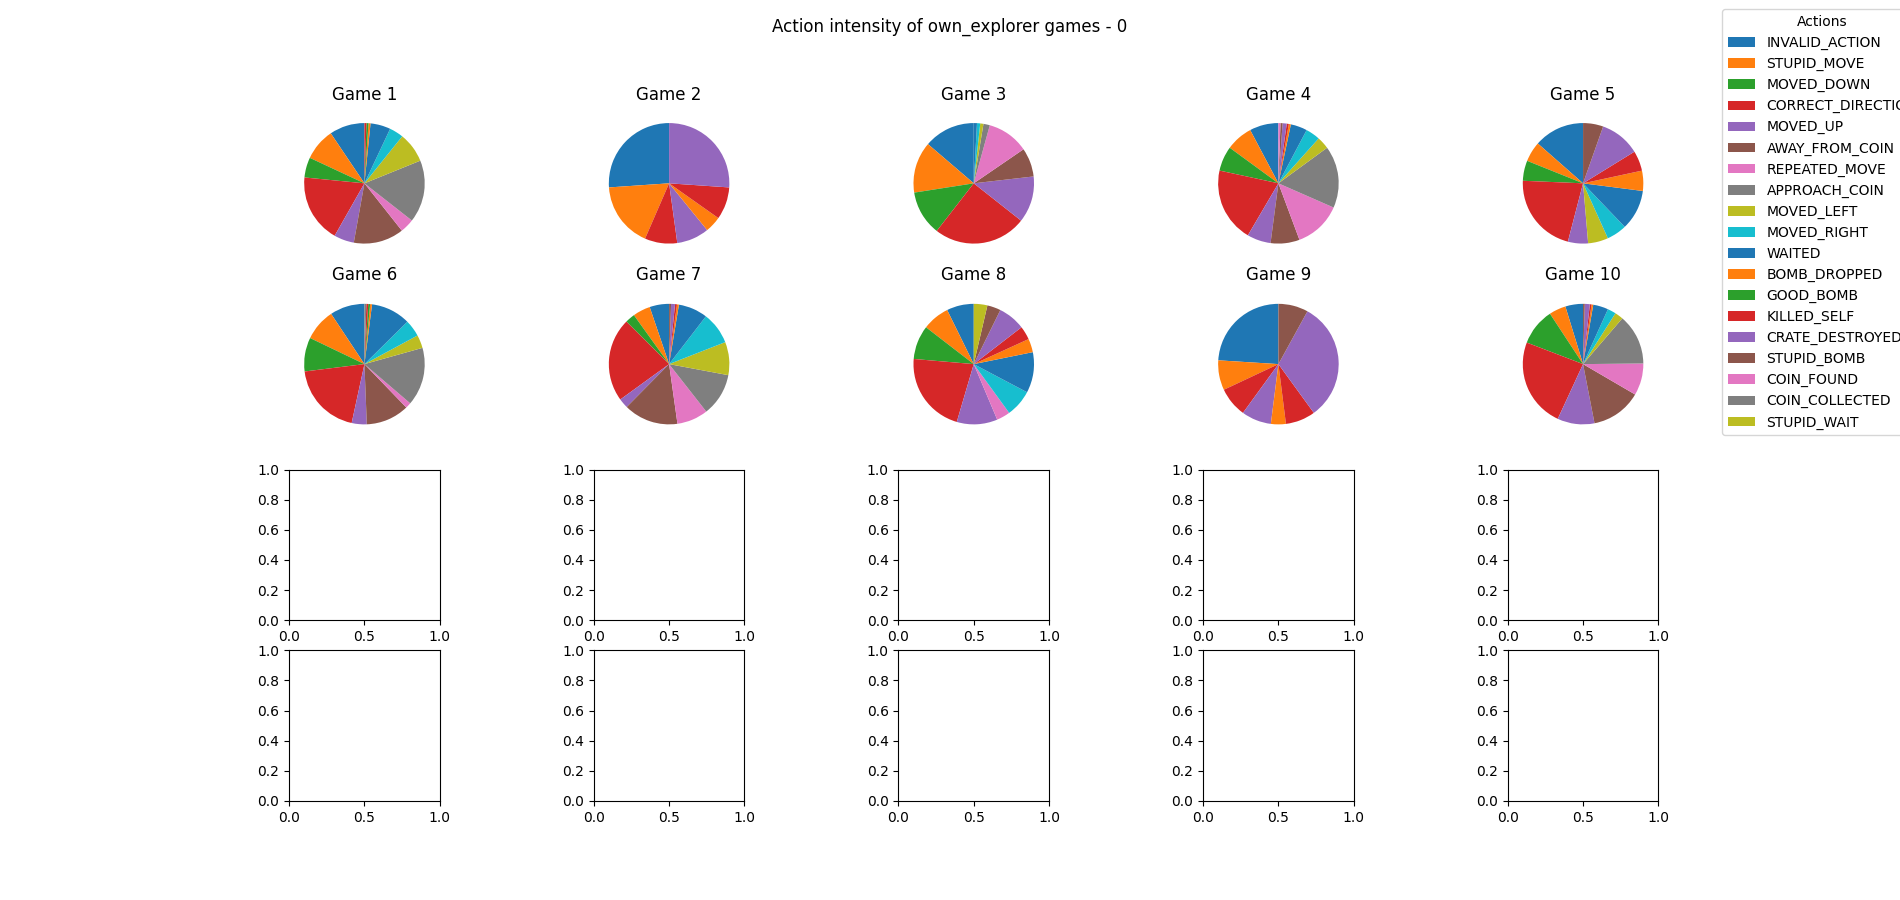 Action intensity of own_explorer games - 0
Actions
INVALID_ACTION
STUPID_MOVE
MOVED_DOWN
CORRECT_DIRECTIO
MOVED_UP
AWAY_FROM_COIN
REPEATED_MOVE
APPROACH_COIN
MOVED_LEFT
MOVED_RIGHT
WAITED
BOMB_DROPPED
GOOD_BOMB
KILLED_SELF
CRATE_DESTROYED
STUPID_BOMB
COIN_FOUND
COIN_COLLECTED
STUPID_WAIT
Game 1 Game 2 Game 3 Game 4 Game 5
Game 6 Game 7 Game 8 Game 9 Game 10
1.0 1.0 1.0 1.0 1.0
0.8 0.8 0.8 0.8 0.8
0.6 0.6 0.6 0.6 0.6
0.4 0.4 0.4 0.4 0.4
0.2 0.2 0.2 0.2 0.2
0.0 0.0 0.0 0.0 0.0
0.0 0.5 1.0 0.0 0.5 1.0 0.0 0.5 1.0 0.0 0.5 1.0 0.0 0.5 1.0
1.0 1.0 1.0 1.0 1.0
0.8 0.8 0.8 0.8 0.8
0.6 0.6 0.6 0.6 0.6
0.4 0.4 0.4 0.4 0.4
0.2 0.2 0.2 0.2 0.2
0.0 0.0 0.0 0.0 0.0
0.0 0.5 1.0 0.0 0.5 1.0 0.0 0.5 1.0 0.0 0.5 1.0 0.0 0.5 1.0